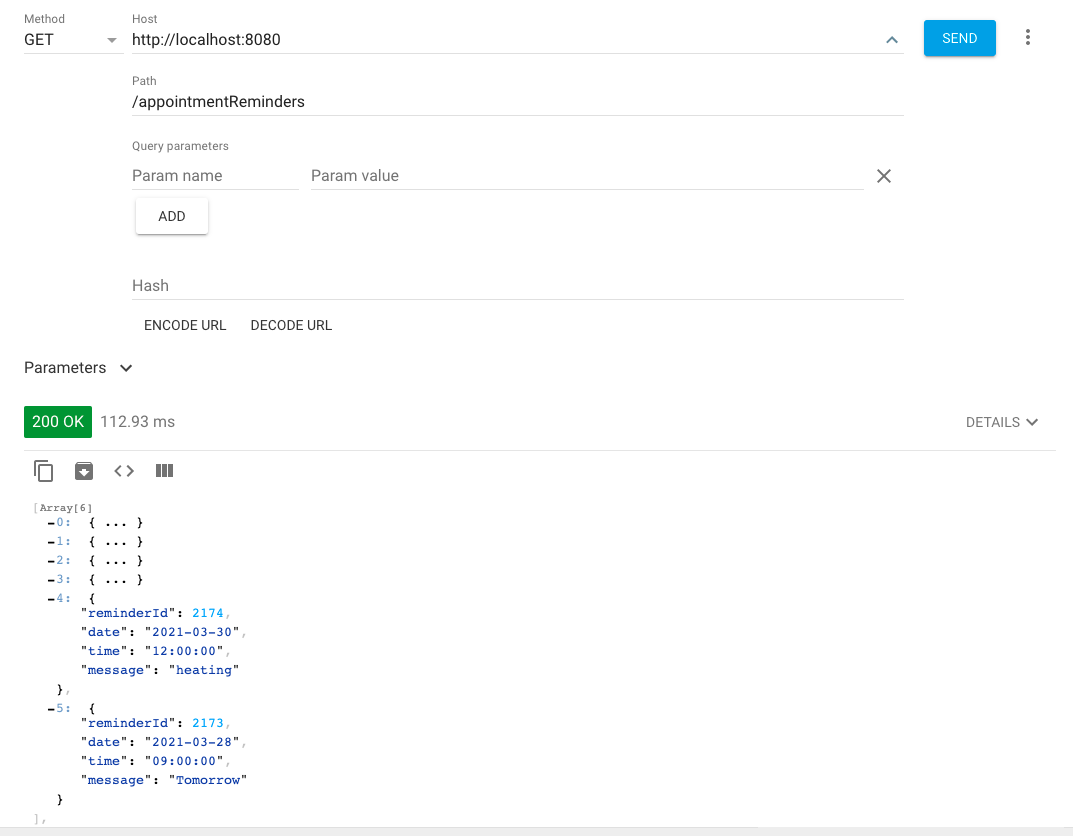 Method
Host
GET
http://localhost:8080
SEND
Path
/appointmentReminders
Query parameters
Param name
Param value
ADD
Hash
ENCODE URL DECODE URL
Parameters
200 OK 112.93 ms
DETAILS
[Array[6]
-0: { ... }
-1: { ... }
-2: { ... }
-3: { ... }
-4: {
"reminderId": 2174,
"date": "2021-03-30",
"time": "12:00:00",
"message": "heating"
},
-5: {
"reminderId": 2173,
"date": "2021-03-28",
"time": "09:00:00",
"message": "Tomorrow"
}
],